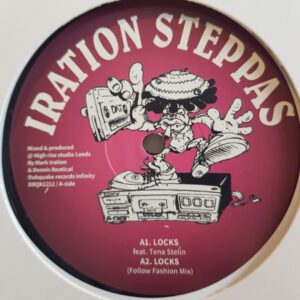 IRATION STEPPAS
DKJ
Mixed & produced
@ High rise studio Leeds
By Mark Iration
& Dennis Rootical
Dubquake records infinity
DBQK1212 / A-side
A1. LOCKS
feat. Tena Stelin
A2. LOCKS
(Follow Fashion Mix)